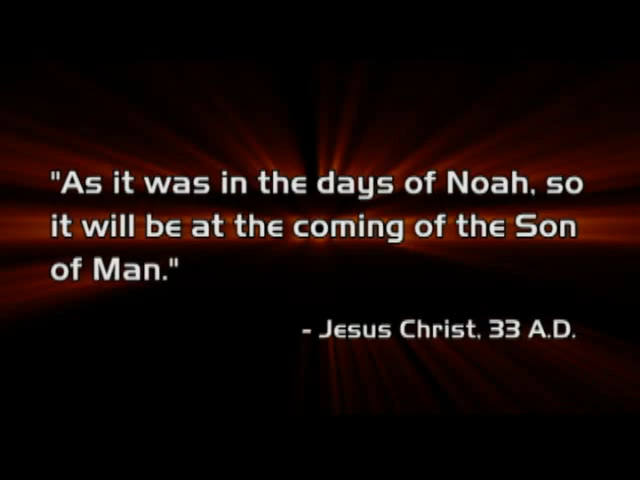 "As it was in the days of Noah, so
it will be at the coming of the Son
of Man."
- Jesus Christ, 33 A.D.